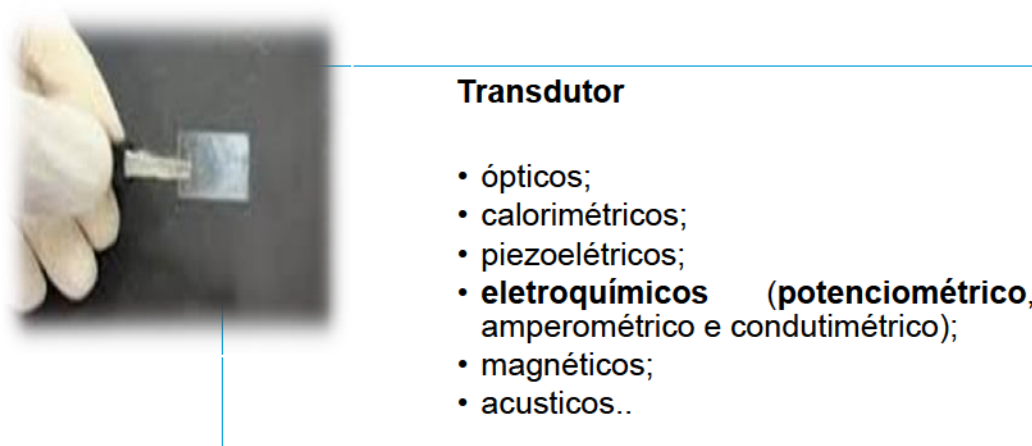 Transdutor
• ópticos;
• calorimétricos;
• piezoelétricos;
• eletroquímicos (potenciométrico,
amperométrico e condutimétrico);
• magnéticos;
• acusticos..